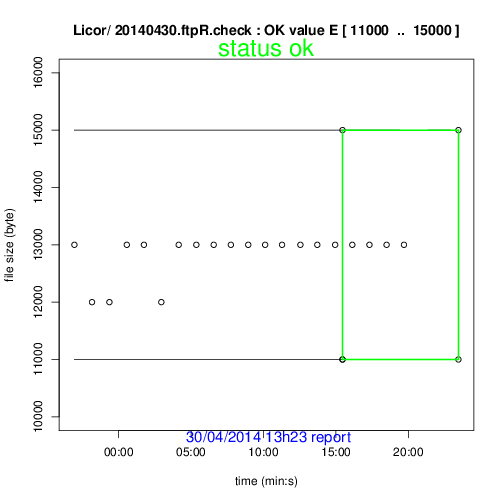 Licor/ 20140430.ftpR.check : OK value E [ 11000 .. 15000 ]
status ok
16000
15000
14000
13000
12000
11000
10000
file size (byte)
00:00
05:00
10:00
15:00
20:00
30/04/2014 13h23 report
time (min:s)